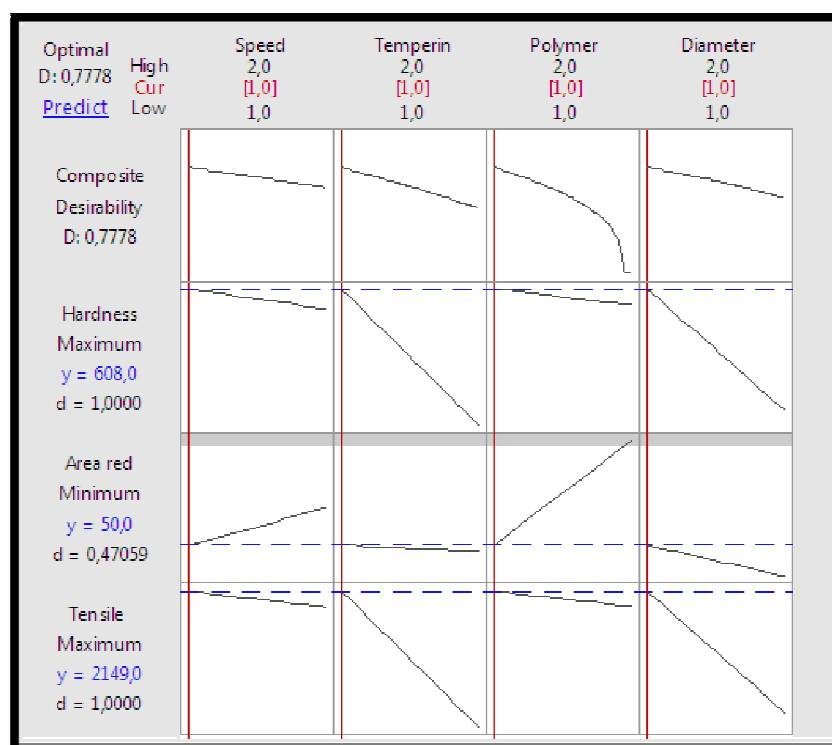 Optimal
D: 0,7778
Predict
High
Cur
Low
Speed
2,0
[1,0]
1,0
Temperin
2,0
[1,0]
1,0
Polymer
2,0
[1,0]
1,0
Diameter
2,0
[1,0]
1,0
Composite
Desirability
D: 0,7778
Hardness
Maximum
y = 608,0
d = 1,0000
Area red
Minimum
y = 50,0
d = 0,47059
Tensile
Maximum
y = 2149,0
d = 1,0000